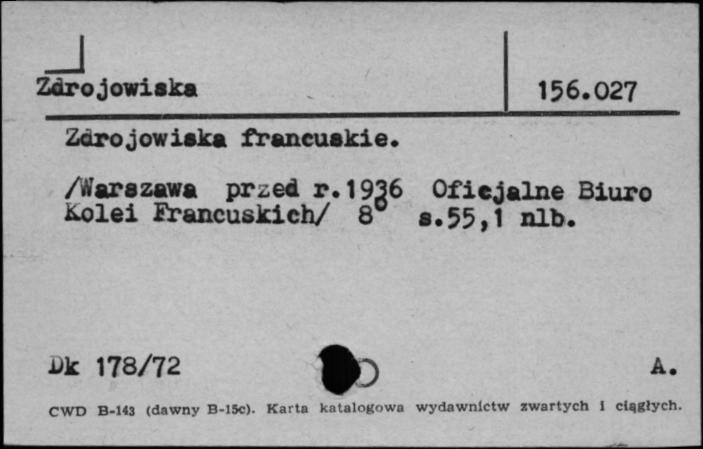 Zdrojowiska 156.027
Zdrojowiska francuskie.
/Warszawa przed r.1936 Oficjalne Biuro
Kolei Francuskich/ 8° s.55,1 nlb.
Dk 178/72 A.
CWD B-143 (dawny B-15c). Karta katalogowa wydawnictw zwartych i ciągłych.